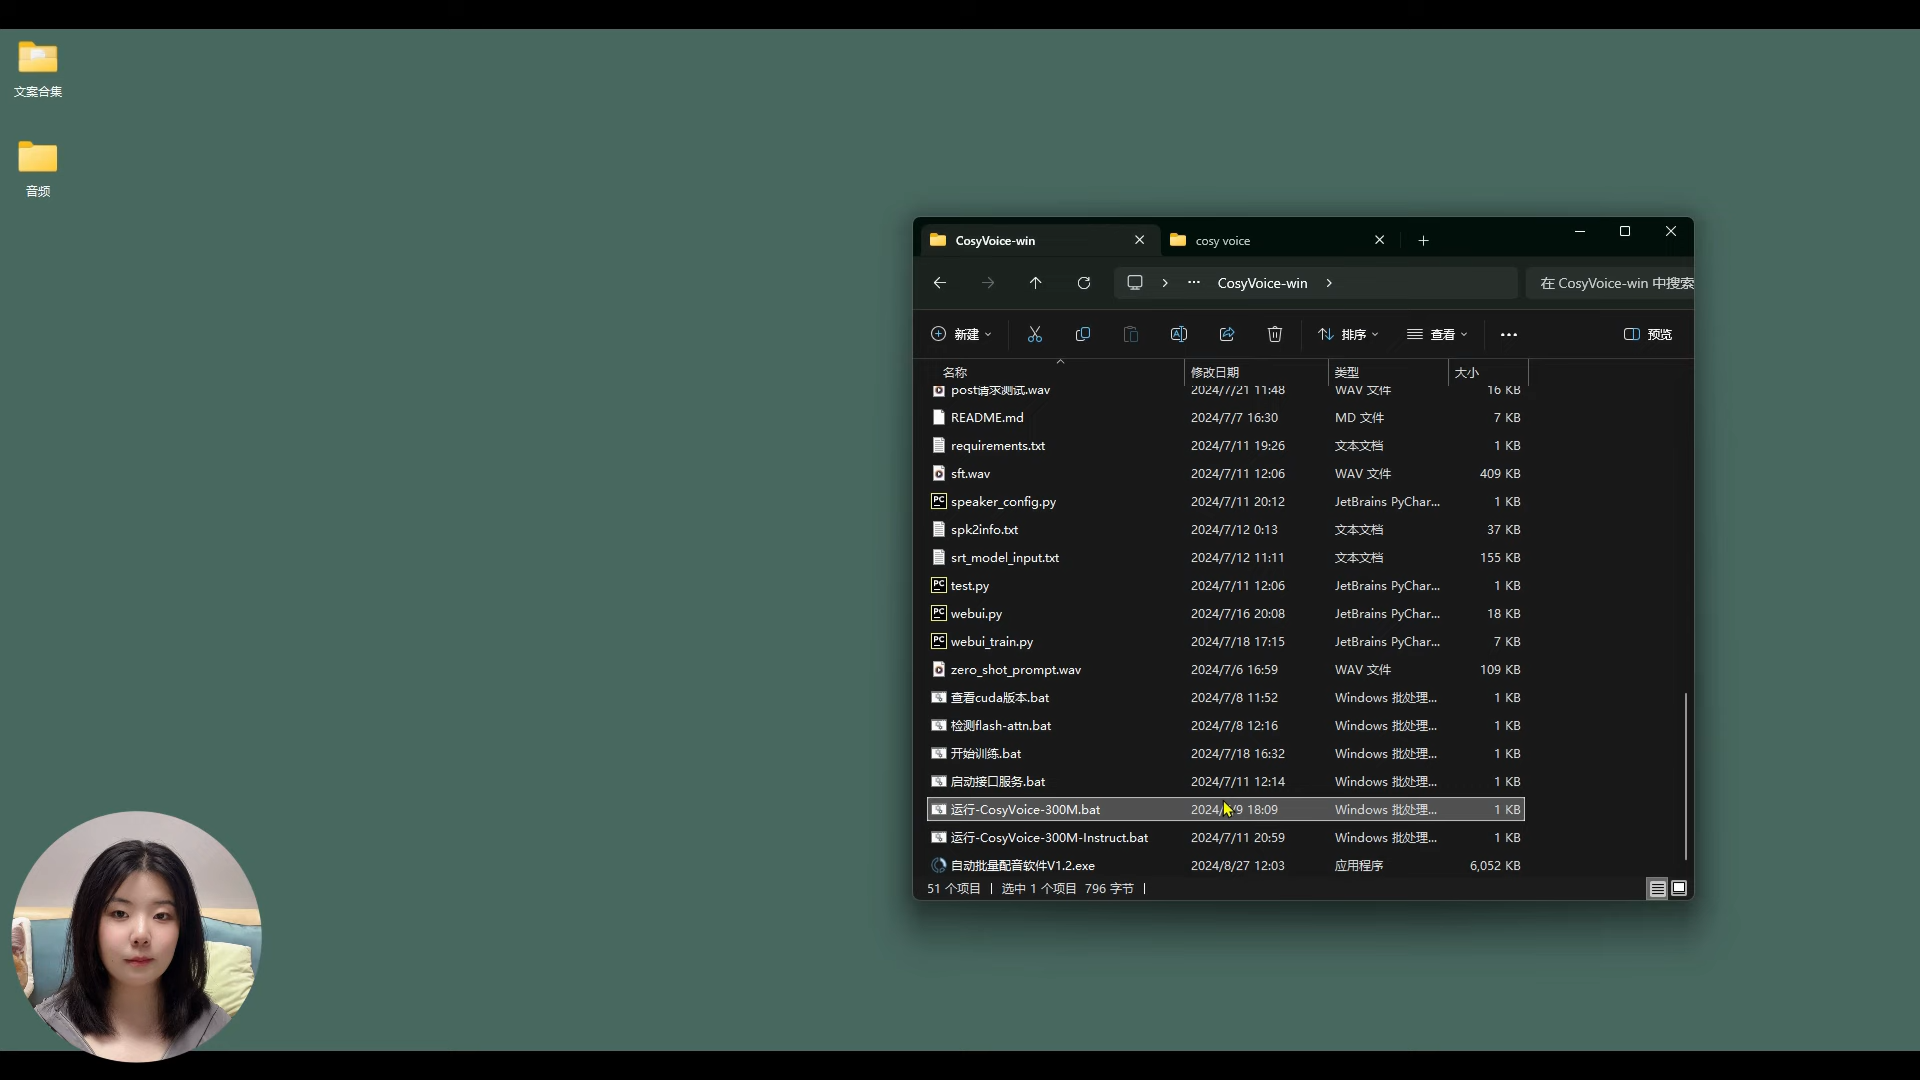 文案合集
音频
CosyVoice-win
cosy voice
CosyVoice-win
在 CosyVoice-win 中搜索
新建
排序
查看
预览
名称 修改日期 类型 大小
post请求测试.wav 2024/7/21 11:48 WAV 文件 16 KB
README.md 2024/7/7 16:30 MD 文件 7 KB
requirements.txt 2024/7/11 19:26 文本文档 1 KB
sft.wav 2024/7/11 12:06 WAV 文件 409 KB
speaker_config.py 2024/7/11 20:12 JetBrains PyChar... 1 KB
spk2info.txt 2024/7/12 0:13 文本文档 37 KB
srt_model_input.txt 2024/7/12 11:11 文本文档 155 KB
test.py 2024/7/11 12:06 JetBrains PyChar... 1 KB
webui.py 2024/7/16 20:08 JetBrains PyChar... 18 KB
webui_train.py 2024/7/18 17:15 JetBrains PyChar... 7 KB
zero_shot_prompt.wav 2024/7/6 16:59 WAV 文件 109 KB
查看cuda版本.bat 2024/7/8 11:52 Windows 批处理... 1 KB
检测flash-attn.bat 2024/7/8 12:16 Windows 批处理... 1 KB
开始训练.bat 2024/7/18 16:32 Windows 批处理... 1 KB
启动接口服务.bat 2024/7/11 12:14 Windows 批处理... 1 KB
运行-CosyVoice-300M.bat 18:09 Windows 批处理... 1 KB
运行-CosyVoice-300M-Instruct.bat 2024/7/11 20:59 Windows 批处理... 1 KB
自动批量配音软件V1.2.exe 2024/8/27 12:03 应用程序 6,052 KB
51 个项目 | 选中 1 个项目 796 字节 |